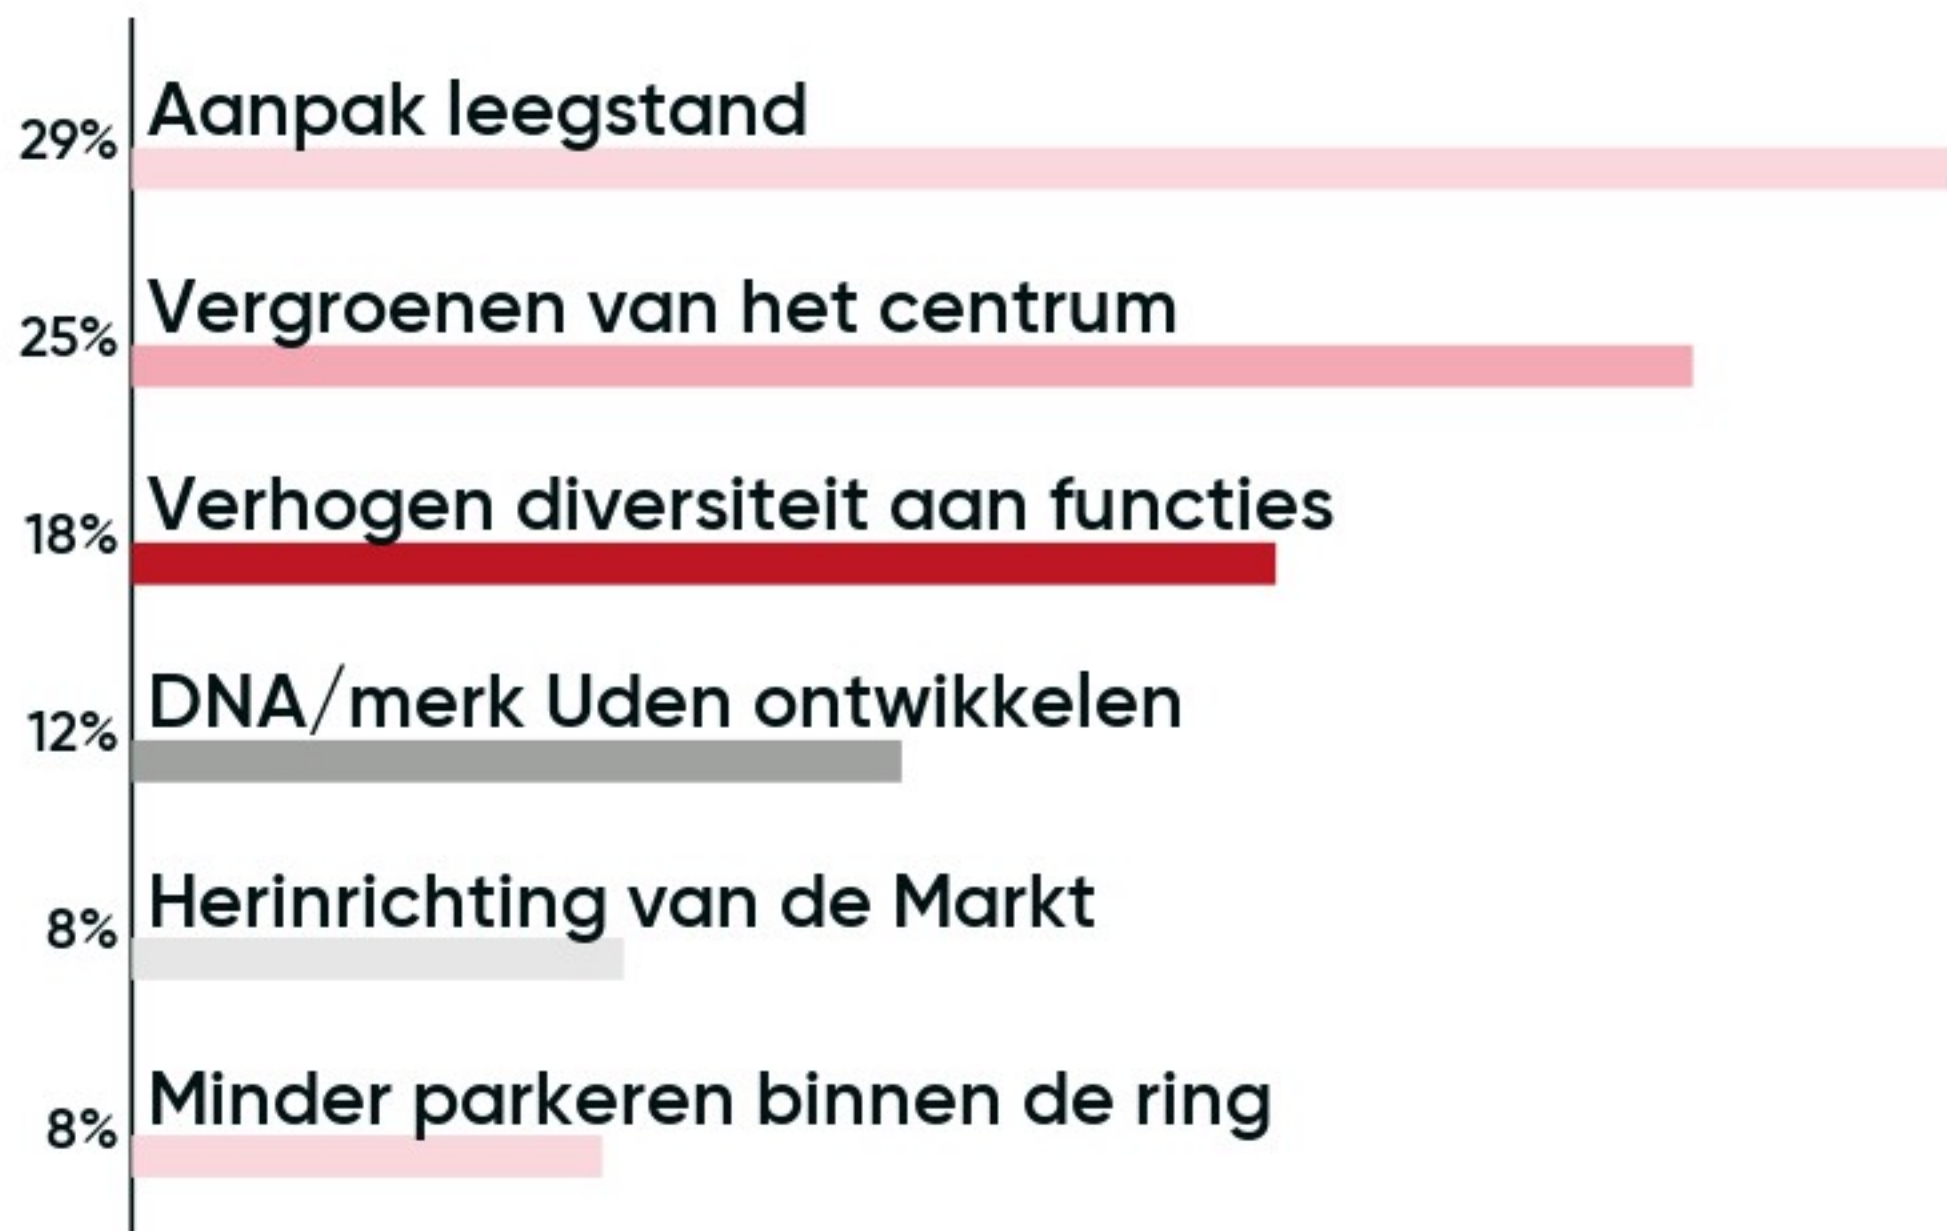 Aanpak leegstand
29%
Vergroenen van het centrum
25%
Verhogen diversiteit aan functies
18%
DNA/merk Uden ontwikkelen
12%
Herinrichting van de Markt
8%
Minder parkeren binnen de ring
8%